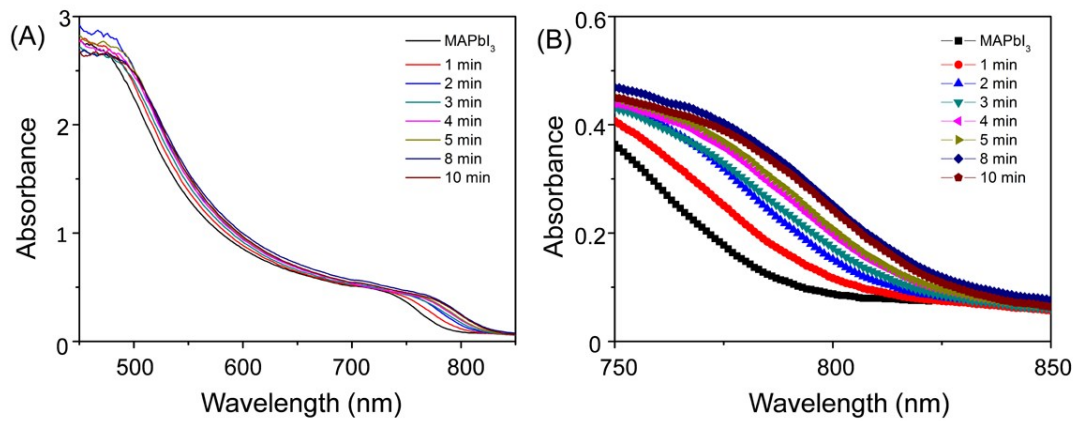 (A)
3
2
1
0
Absorbance
500
600
700
800
Wavelength (nm)
MAPbI₃
1 min
2 min
3 min
4 min
5 min
8 min
10 min
(B)
0.6
0.4
0.2
0
Absorbance
750
800
850
Wavelength (nm)
MAPbI₃
1 min
2 min
3 min
4 min
5 min
8 min
10 min